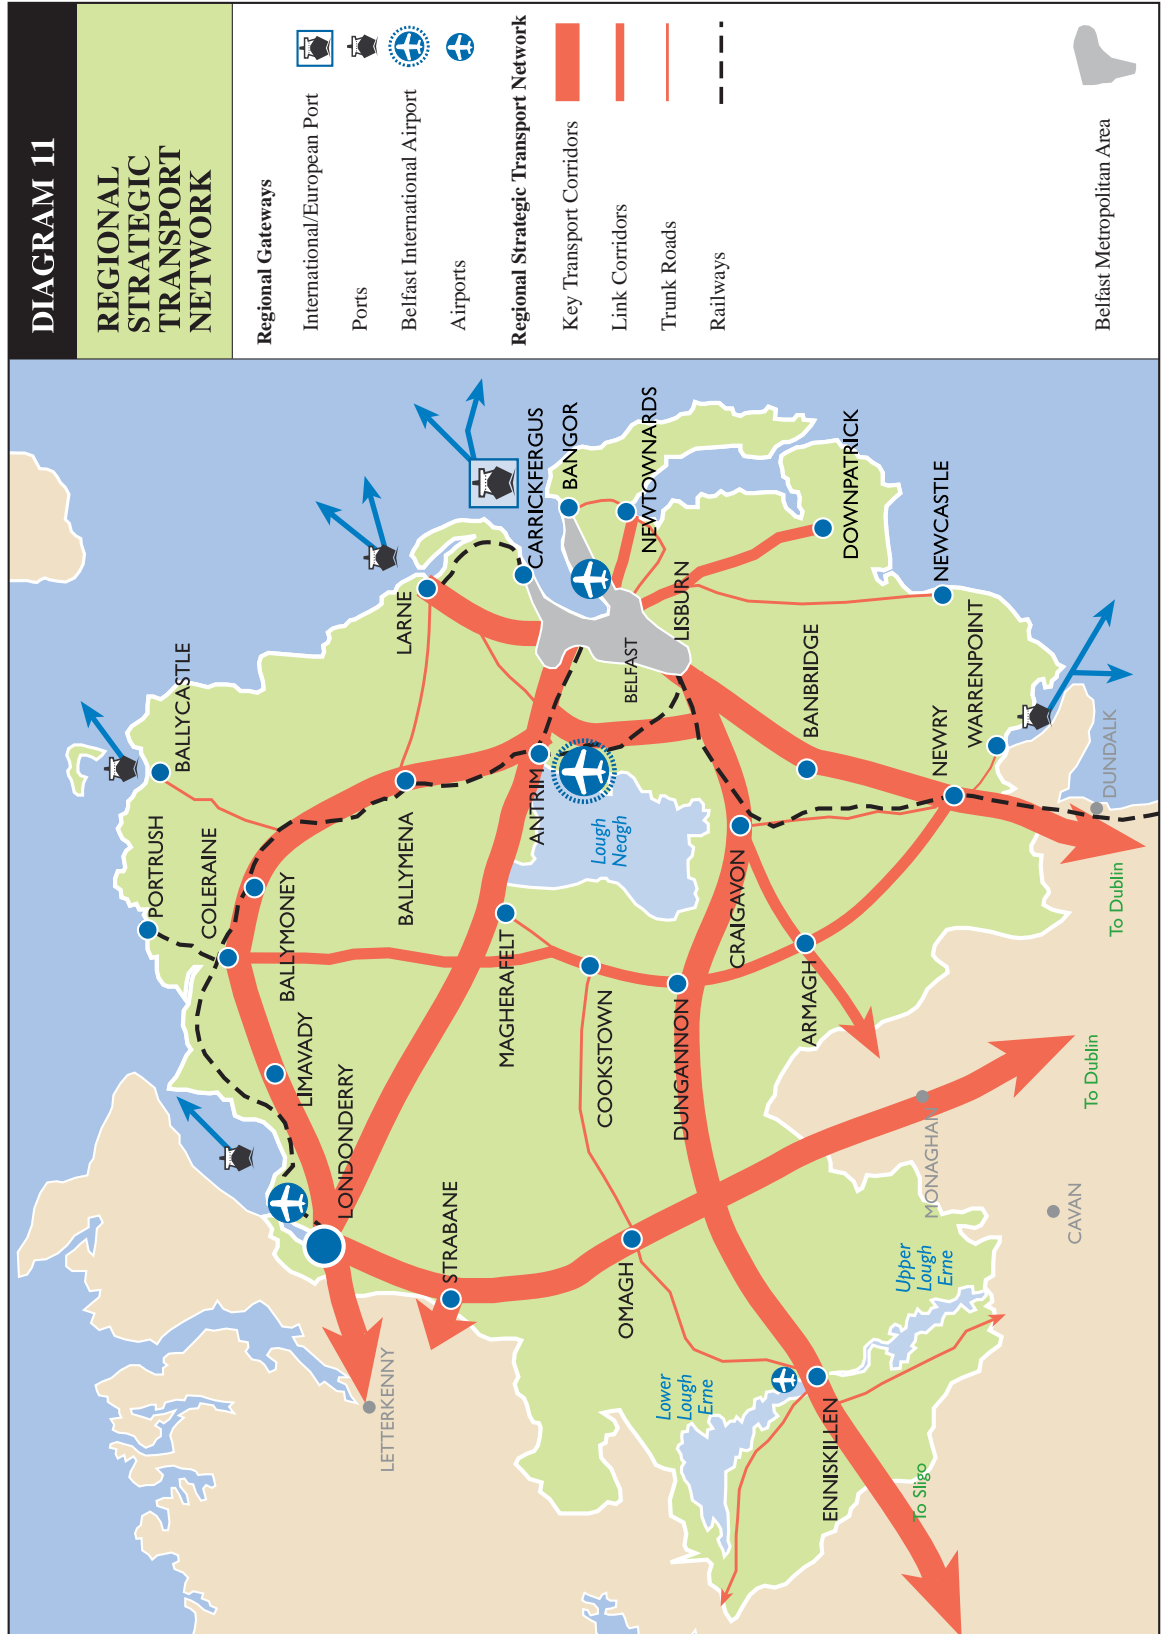 DIAGRAM 11
REGIONAL
STRATEGIC
TRANSPORT
NETWORK
Regional Gateways
International/European Port
Ports
Belfast International Airport
Airports
Regional Strategic Transport Network
Key Transport Corridors
Link Corridors
Trunk Roads
Railways
Belfast Metropolitan Area
PORTRUSH
BALLYCASTLE
COLERAINE
BALLYMONEY
LIMAVADY
LONDONDERRY
LETTERKENNY
STRABANE
BALLYMENA
LARNE
CARRICKFERGUS
BANGOR
NEWTOWNARDS
BELFAST
LISBURN
ANTRIM
Lough
Neagh
MAGHERAFELT
COOKSTOWN
DUNGANNON
OMAGH
CRAIGAVON
ARMAGH
BANBRIDGE
DOWNPATRICK
NEWCASTLE
WARRENPOINT
NEWRY
DUNDALK
To Dublin
To Dublin
MONAGHAN
CAVAN
Upper
Lough
Erne
Lower
Lough
Erne
ENNISKILLEN
To Sligo